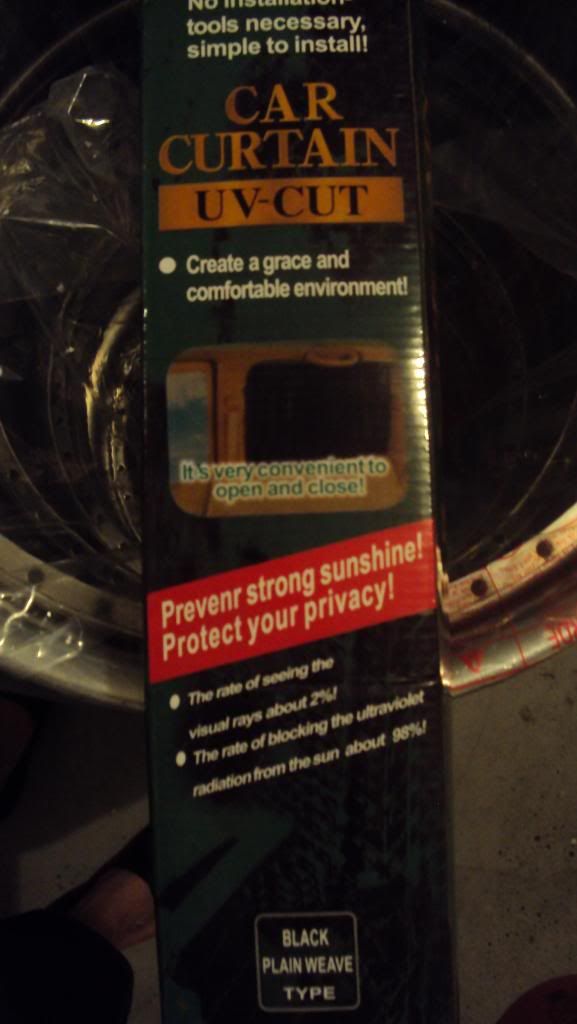 No installation-
tools necessary,
simple to install!
CAR
CURTAIN
UV-CUT
Create a grace and
comfortable environment!
It's very convenient to
open and close!
Prevenr strong sunshine!
Protect your privacy!
The rate of seeing the
visual rays about 2%!
The rate of blocking the ultraviolet
radiation from the sun about 98%!
BLACK
PLAIN WEAVE
TYPE